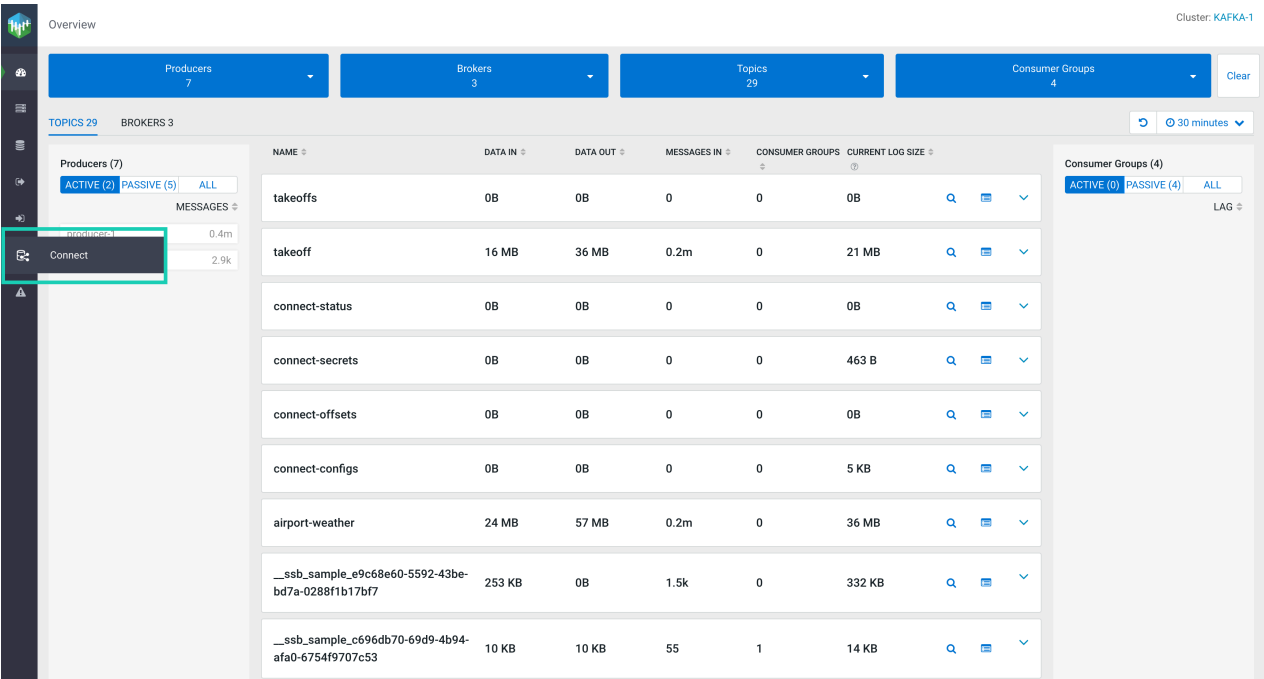 Overview
Cluster: KAFKA-1
Producers
7
Brokers
3
Topics
29
Consumer Groups
4
Clear
TOPICS 29 BROKERS 3
30 minutes
Producers (7)
ACTIVE (2) PASSIVE (5) ALL
MESSAGES
producer-1 0.4m
2.9k
Connect
NAME DATA IN DATA OUT MESSAGES IN CONSUMER GROUPS CURRENT LOG SIZE
takeoffs 0B 0B 0 0 0B
takeoff 16 MB 36 MB 0.2m 0 21 MB
connect-status 0B 0B 0 0 0B
connect-secrets 0B 0B 0 0 463 B
connect-offsets 0B 0B 0 0 0B
connect-configs 0B 0B 0 0 5 KB
airport-weather 24 MB 57 MB 0.2m 0 36 MB
__ssb_sample_e9c68e60-5592-43be-
bd7a-0288f1b17bf7 253 KB 0B 1.5k 0 332 KB
__ssb_sample_c696db70-69d9-4b94-
afa0-6754f9707c53 10 KB 10 KB 55 1 14 KB
Consumer Groups (4)
ACTIVE (0) PASSIVE (4) ALL
LAG